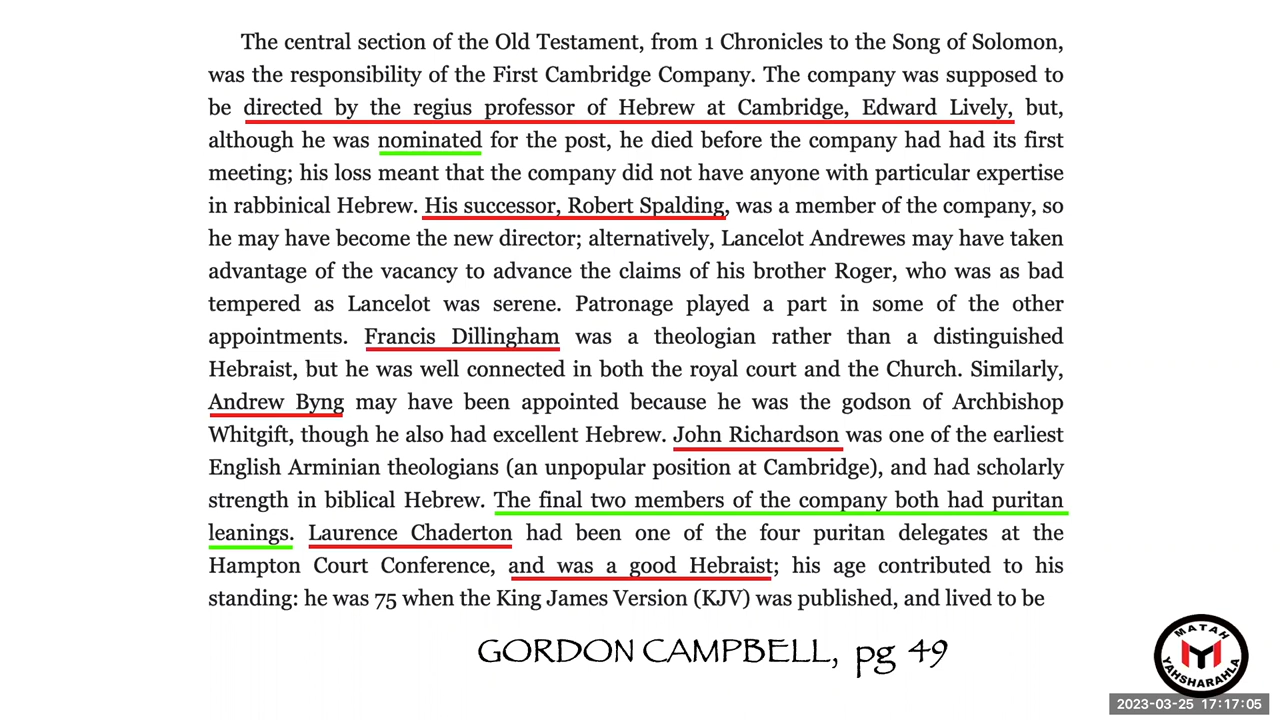 The central section of the Old Testament, from 1 Chronicles to the Song of Solomon,
was the responsibility of the First Cambridge Company. The company was supposed to
be directed by the regius professor of Hebrew at Cambridge, Edward Lively, but,
although he was nominated for the post, he died before the company had had its first
meeting; his loss meant that the company did not have anyone with particular expertise
in rabbinical Hebrew. His successor, Robert Spalding, was a member of the company, so
he may have become the new director; alternatively, Lancelot Andrewes may have taken
advantage of the vacancy to advance the claims of his brother Roger, who was as bad
tempered as Lancelot was serene. Patronage played a part in some of the other
appointments. Francis Dillingham was a theologian rather than a distinguished
Hebraist, but he was well connected in both the royal court and the Church. Similarly,
Andrew Byng may have been appointed because he was the godson of Archbishop
Whitgift, though he also had excellent Hebrew. John Richardson was one of the earliest
English Arminian theologians (an unpopular position at Cambridge), and had scholarly
strength in biblical Hebrew. The final two members of the company both had puritan
leanings. Laurence Chaderton had been one of the four puritan delegates at the
Hampton Court Conference, and was a good Hebraist; his age contributed to his
standing: he was 75 when the King James Version (KJV) was published, and lived to be
GORDON CAMPBELL, pg 49
MATAH
YAHSHARAHLA
2023-03-25 17:17:05